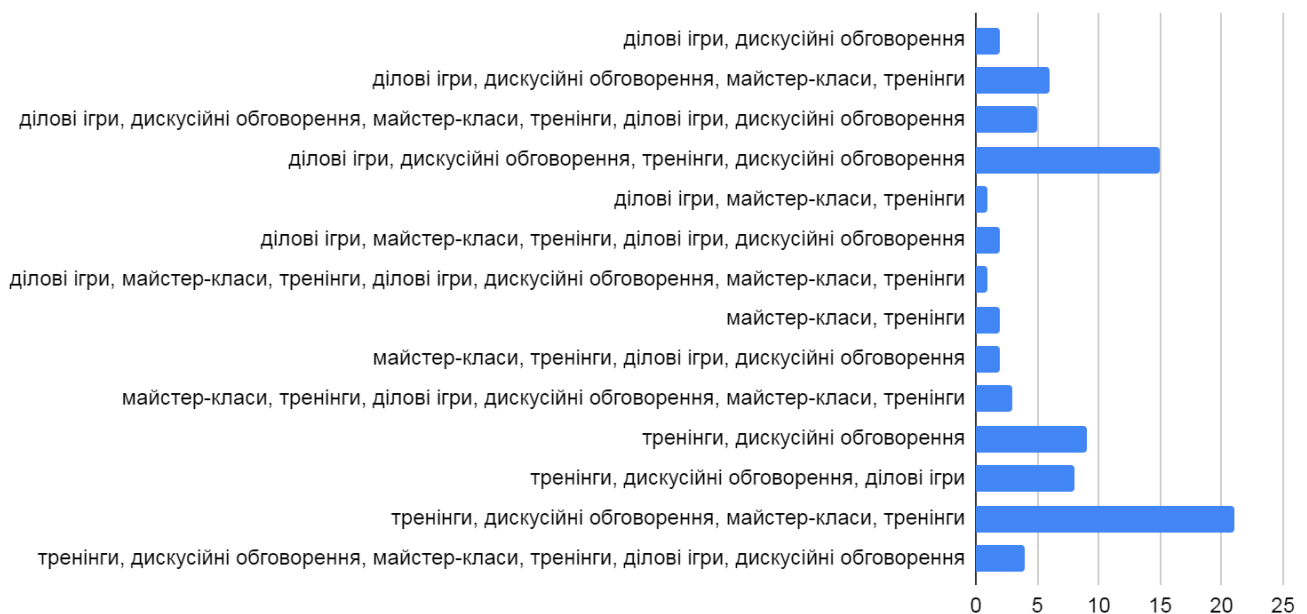 ділові ігри, дискусійні обговорення
ділові ігри, дискусійні обговорення, майстер-класи, тренінги
ділові ігри, дискусійні обговорення, майстер-класи, тренінги, ділові ігри, дискусійні обговорення
ділові ігри, дискусійні обговорення, тренінги, дискусійні обговорення
ділові ігри, майстер-класи, тренінги
ділові ігри, майстер-класи, тренінги, ділові ігри, дискусійні обговорення
ділові ігри, майстер-класи, тренінги, ділові ігри, дискусійні обговорення, майстер-класи, тренінги
майстер-класи, тренінги
майстер-класи, тренінги, ділові ігри, дискусійні обговорення
майстер-класи, тренінги, ділові ігри, дискусійні обговорення, майстер-класи, тренінги
тренінги, дискусійні обговорення
тренінги, дискусійні обговорення, ділові ігри
тренінги, дискусійні обговорення, майстер-класи, тренінги
тренінги, дискусійні обговорення, майстер-класи, тренінги, ділові ігри, дискусійні обговорення
0 5 10 15 20 25